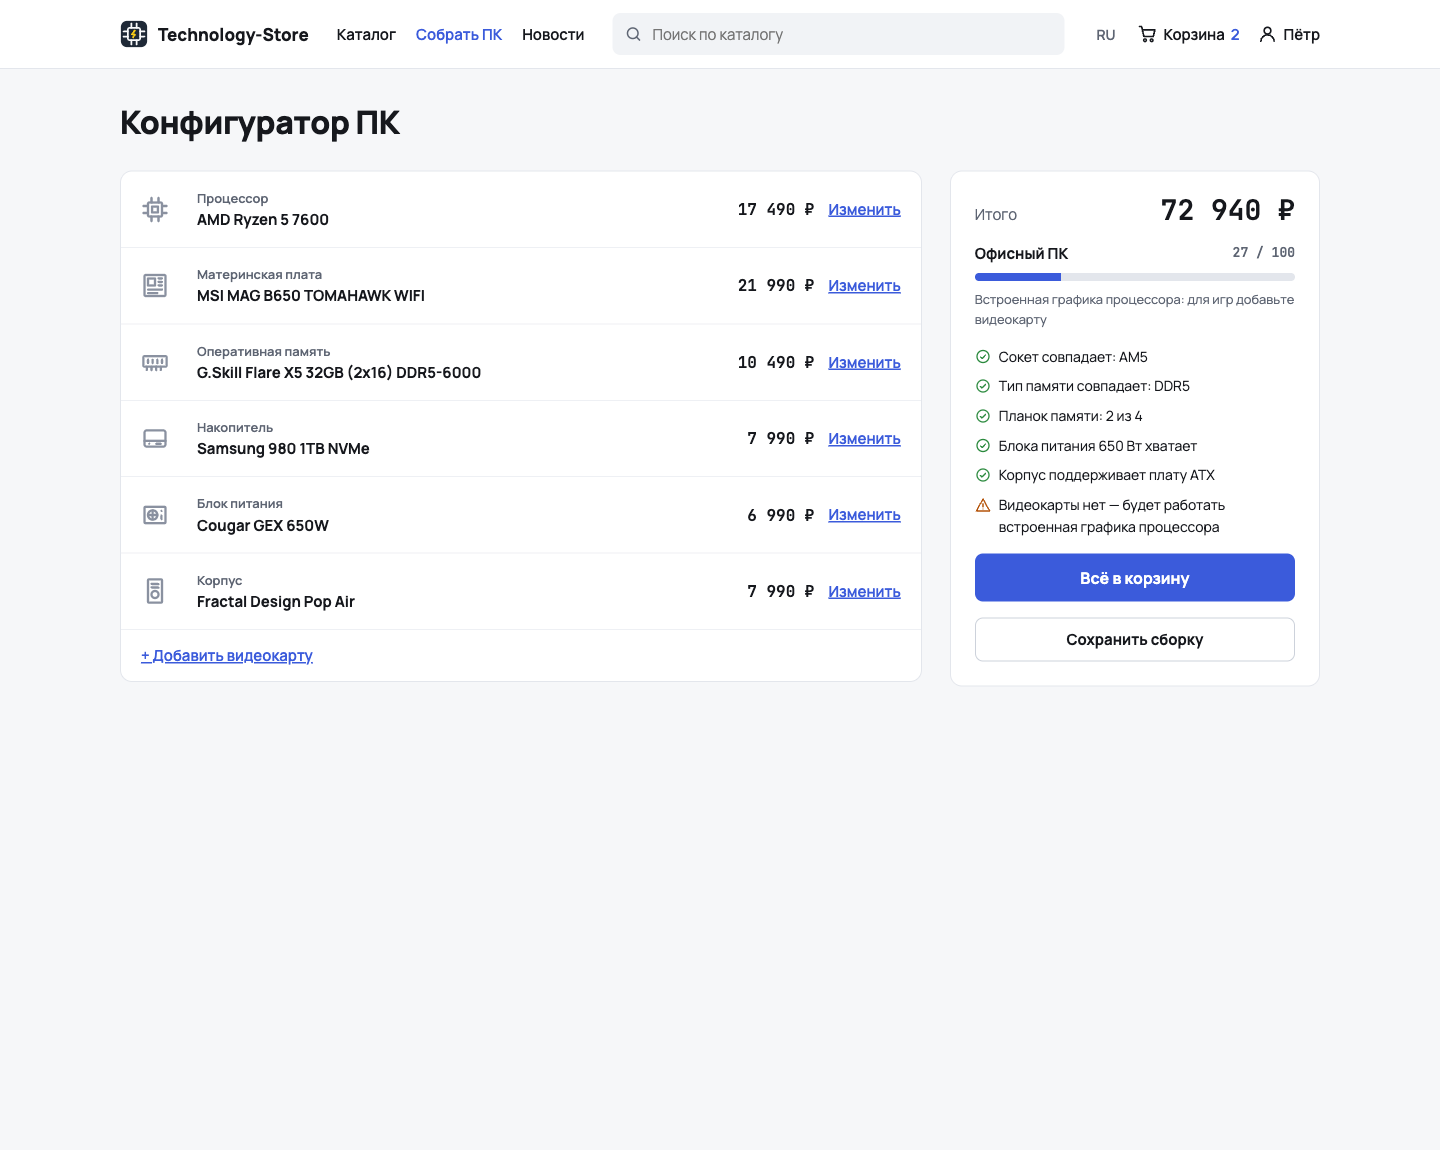 Technology-Store
Каталог
Собрать ПК
Новости
Поиск по каталогу
RU
Корзина 2
Пётр
Конфигуратор ПК
Процессор
AMD Ryzen 5 7600
17 490 ₽
Изменить
Материнская плата
MSI MAG B650 TOMAHAWK WIFI
21 990 ₽
Изменить
Оперативная память
G.Skill Flare X5 32GB (2x16) DDR5-6000
10 490 ₽
Изменить
Накопитель
Samsung 980 1TB NVMe
7 990 ₽
Изменить
Блок питания
Cougar GEX 650W
6 990 ₽
Изменить
Корпус
Fractal Design Pop Air
7 990 ₽
Изменить
+ Добавить видеокарту
Итого
72 940 ₽
Офисный ПК
27 / 100
Встроенная графика процессора: для игр добавьте
видеокарту
Сокет совпадает: AM5
Тип памяти совпадает: DDR5
Планок памяти: 2 из 4
Блока питания 650 Вт хватает
Корпус поддерживает плату ATX
Видеокарты нет — будет работать
встроенная графика процессора
Всё в корзину
Сохранить сборку